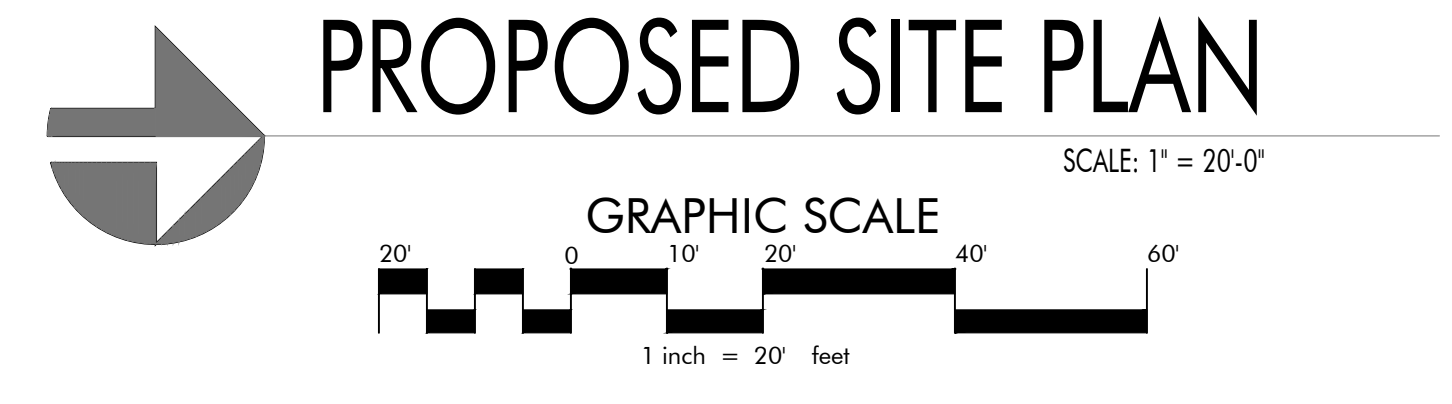 PROPOSED SITE PLAN
SCALE: 1" = 20'-0"
GRAPHIC SCALE
20' 0 10' 20' 40' 60'
1 inch = 20' feet